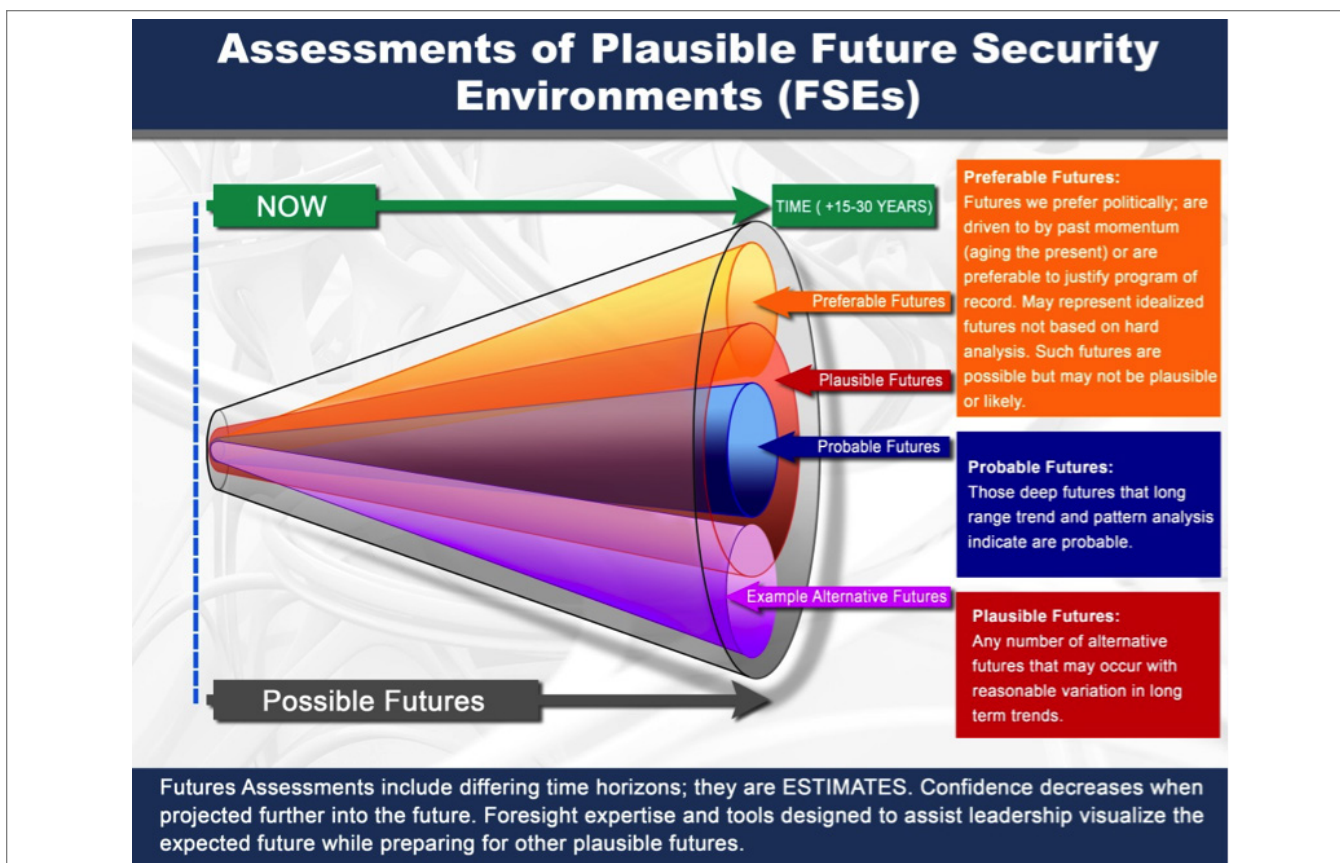 Assessments of Plausible Future Security
Environments (FSEs)
NOW
TIME ( +15-30 YEARS)
Preferable Futures
Plausible Futures
Probable Futures
Example Alternative Futures
Possible Futures
Preferable Futures:
Futures we prefer politically; are
driven to by past momentum
(aging the present) or are
preferable to justify program of
record. May represent idealized
futures not based on hard
analysis. Such futures are
possible but may not be plausible
or likely.
Probable Futures:
Those deep futures that long
range trend and pattern analysis
indicate are probable.
Plausible Futures:
Any number of alternative
futures that may occur with
reasonable variation in long
term trends.
Futures Assessments include differing time horizons; they are ESTIMATES. Confidence decreases when
projected further into the future. Foresight expertise and tools designed to assist leadership visualize the
expected future while preparing for other plausible futures.